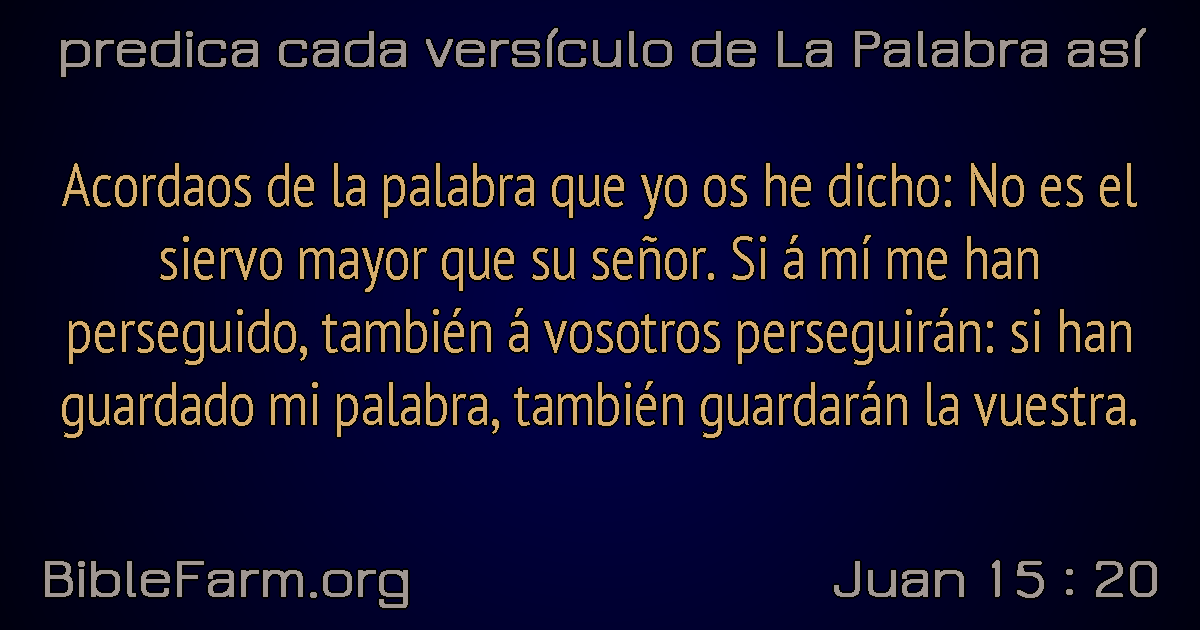 predica cada versículo de La Palabra así
Acordaos de la palabra que yo os he dicho: No es el
siervo mayor que su señor. Si á mí me han
perseguido, también á vosotros perseguirán: si han
guardado mi palabra, también guardarán la vuestra.
BibleFarm.org
Juan 15 : 20